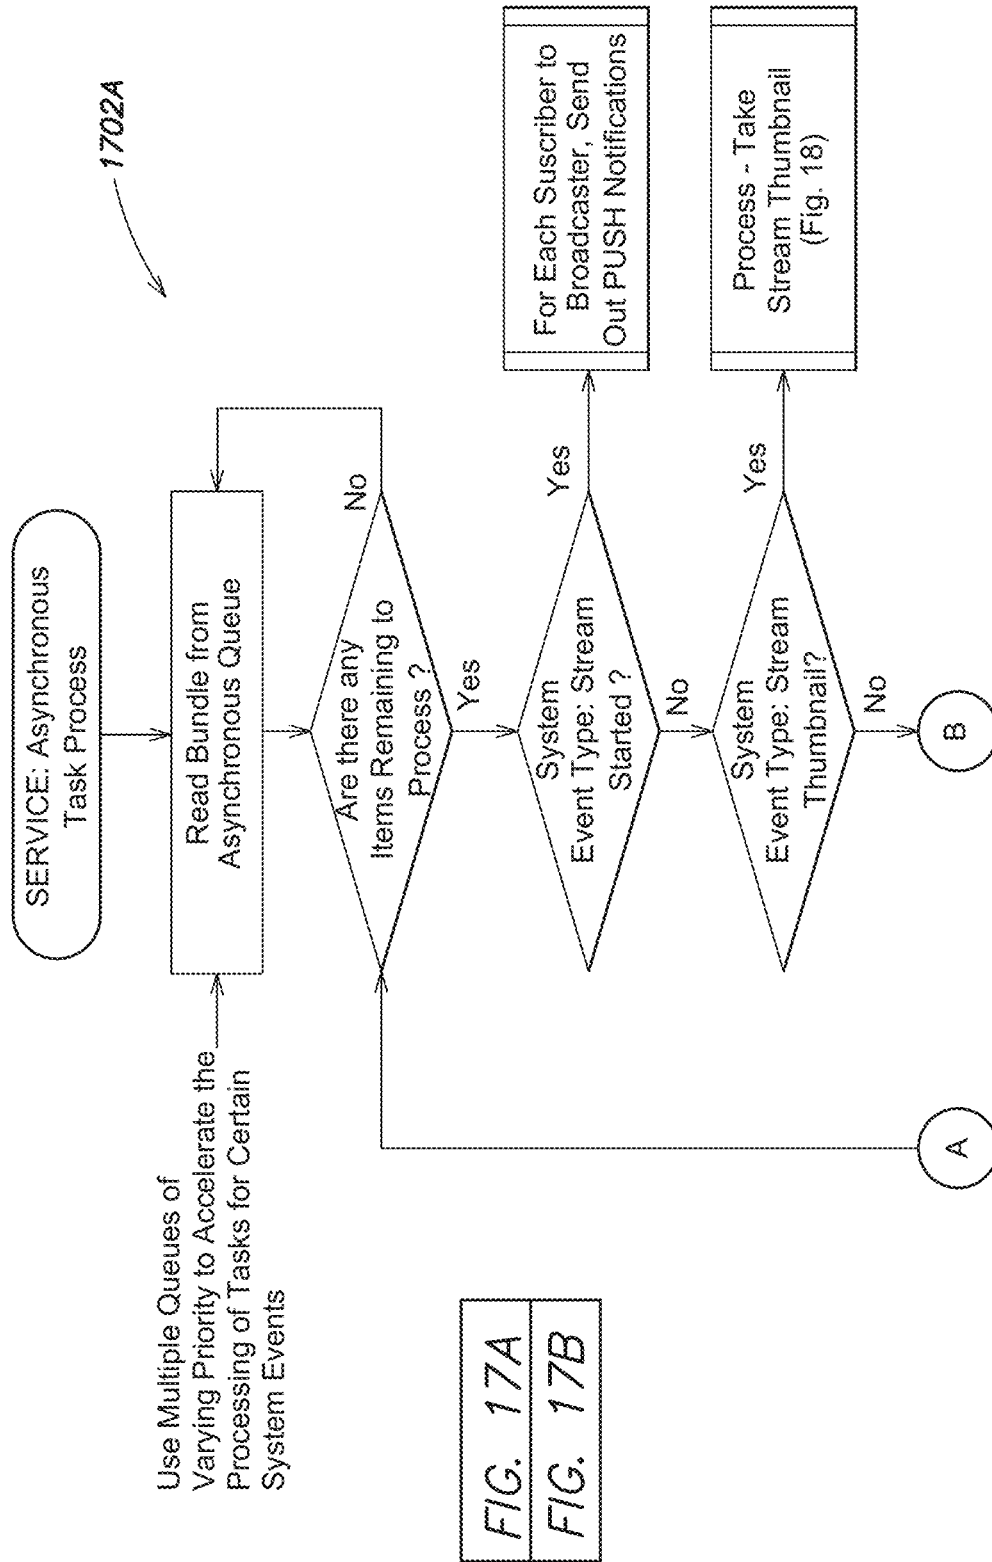 1702A
SERVICE: Asynchronous
Task Process
Use Multiple Queues of
Varying Priority to Accelerate the
Processing of Tasks for Certain
System Events
Read Bundle from
Asynchronous Queue
Are there any
Items Remaining to
Process ?
No
Yes
System
Event Type: Stream
Started ?
Yes
No
For Each Suscriber to
Broadcaster, Send
Out PUSH Notifications
System
Event Type: Stream
Thumbnail?
Yes
No
Process - Take
Stream Thumbnail
(Fig. 18)
A
B
FIG. 17A
FIG. 17B